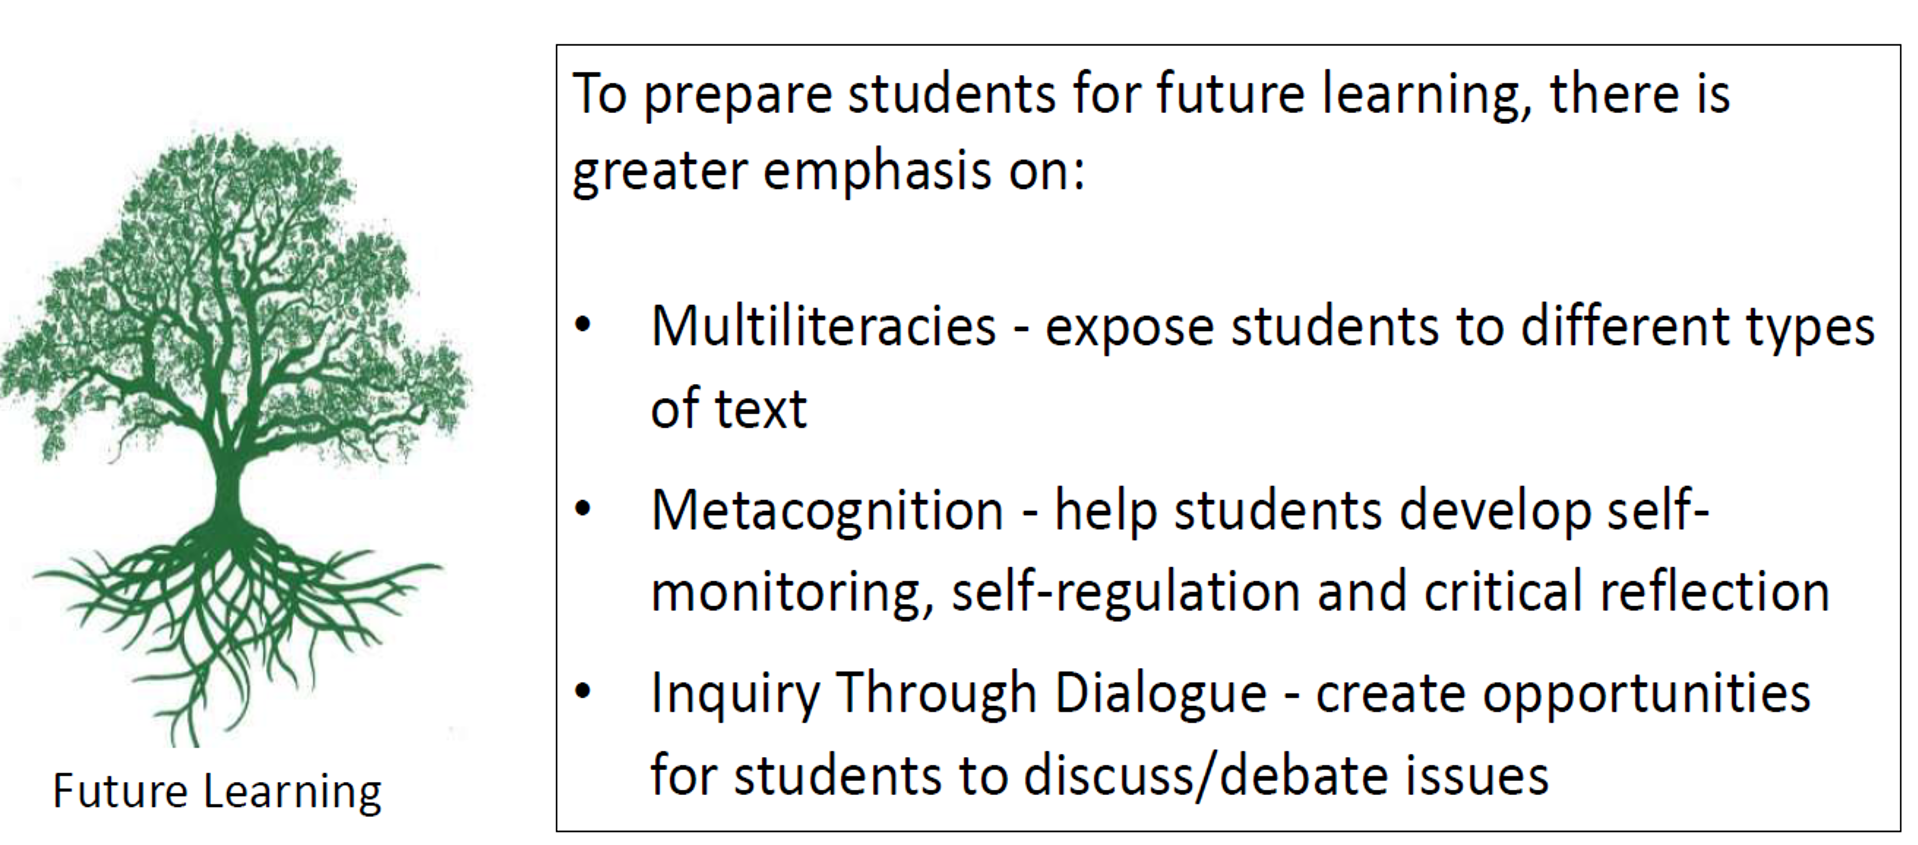 To prepare students for future learning, there is
greater emphasis on:
• Multiliteracies - expose students to different types
of text
• Metacognition - help students develop self-
monitoring, self-regulation and critical reflection
• Inquiry Through Dialogue - create opportunities
for students to discuss/debate issues
Future Learning